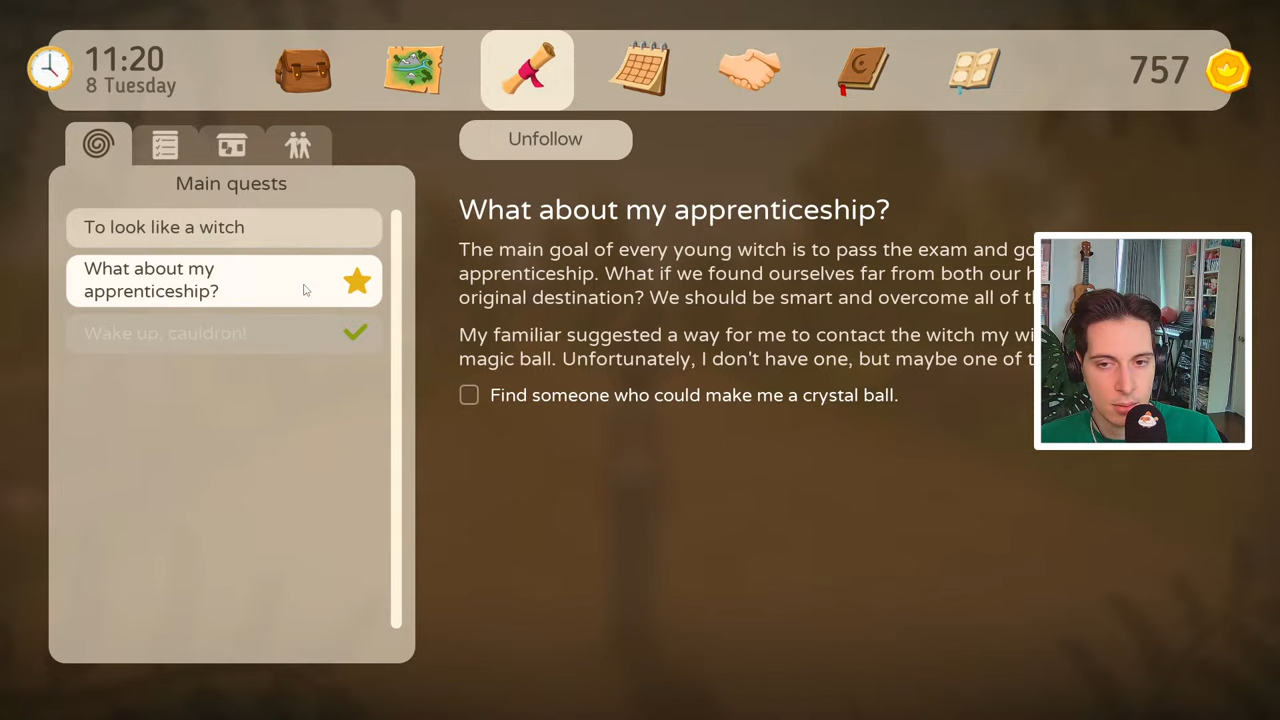 11:20
8 Tuesday
757
Unfollow
Main quests
To look like a witch
What about my
apprenticeship?
Wake up, cauldron!
What about my apprenticeship?
The main goal of every young witch is to pass the exam and go
apprenticeship. What if we found ourselves far from both our
original destination? We should be smart and overcome all of
My familiar suggested a way for me to contact the witch my
magic ball. Unfortunately, I don't have one, but maybe one of
Find someone who could make me a crystal ball.